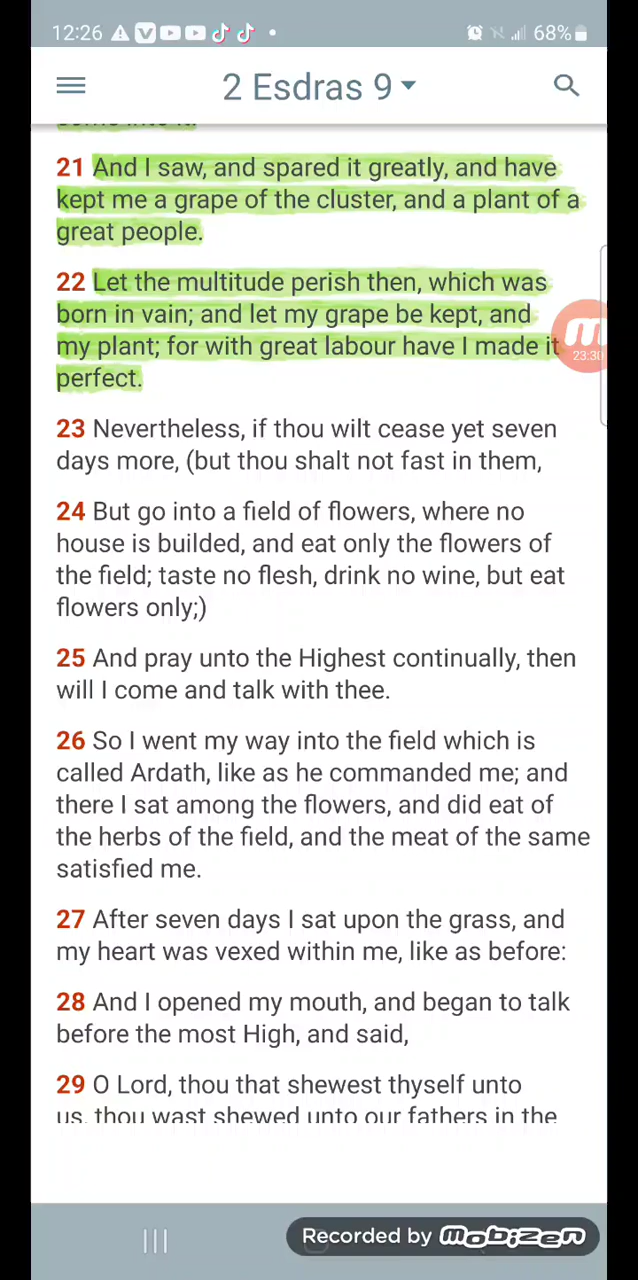 12:26 68%
2 Esdras 9
21 And I saw, and spared it greatly, and have
kept me a grape of the cluster, and a plant of a
great people.
22 Let the multitude perish then, which was
born in vain; and let my grape be kept, and
my plant; for with great labour have I made it
perfect.
23:30
23 Nevertheless, if thou wilt cease yet seven
days more, (but thou shalt not fast in them,
24 But go into a field of flowers, where no
house is builded, and eat only the flowers of
the field; taste no flesh, drink no wine, but eat
flowers only;)
25 And pray unto the Highest continually, then
will I come and talk with thee.
26 So I went my way into the field which is
called Ardath, like as he commanded me; and
there I sat among the flowers, and did eat of
the herbs of the field, and the meat of the same
satisfied me.
27 After seven days I sat upon the grass, and
my heart was vexed within me, like as before:
28 And I opened my mouth, and began to talk
before the most High, and said,
29 O Lord, thou that shewest thyself unto
us, thou wast shewed unto our fathers in the
Recorded by mobizen